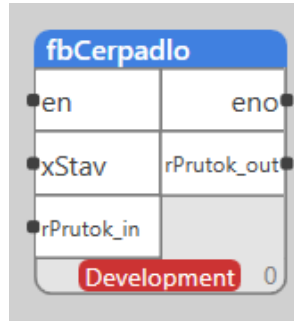 fbCerpadlo
en eno
xStav rPrutok_out
rPrutok_in
Development 0